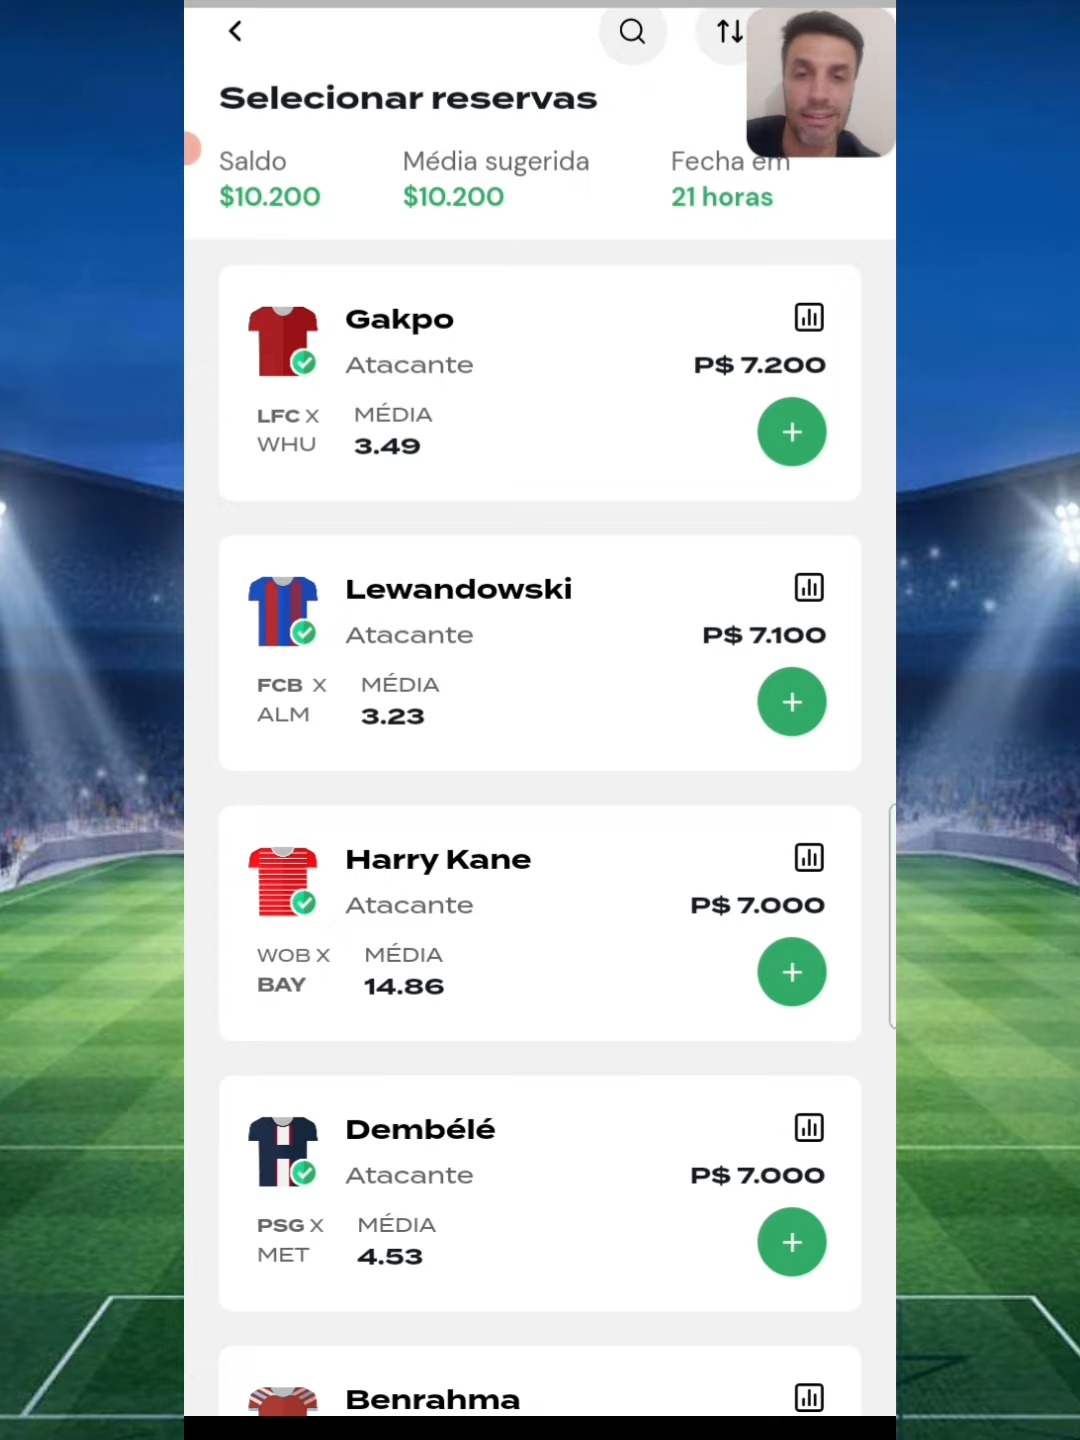 Selecionar reservas
Saldo Média sugerida Fecha em
$10.200 $10.200 21 horas
Gakpo
Atacante P$ 7.200
LFC X MÉDIA
WHU 3.49
Lewandowski
Atacante P$ 7.100
FCB X MÉDIA
ALM 3.23
Harry Kane
Atacante P$ 7.000
WOB X MÉDIA
BAY 14.86
Dembélé
Atacante P$ 7.000
PSG X MÉDIA
MET 4.53
Benrahma